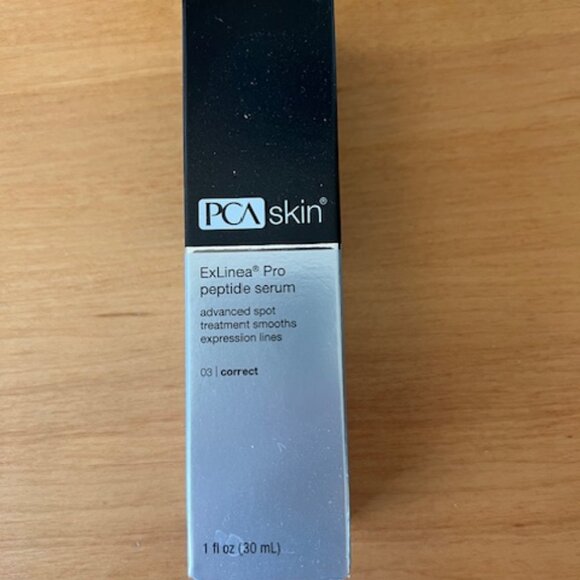 PCA skin®
ExLinea® Pro
peptide serum
advanced spot
treatment smooths
expression lines
03 | correct
1 fl oz (30 mL)